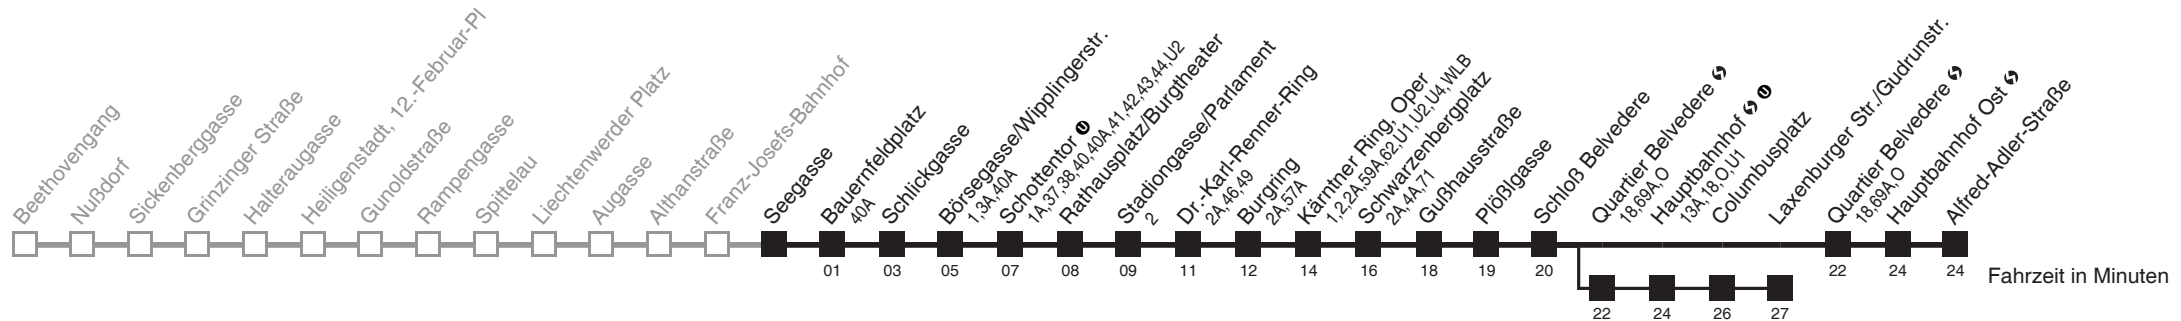 Beethovengang
Nußdorf
Sickenberggasse
Grinzinger Straße
Halteraugasse
Heiligenstadt, 12.-Februar-Pl
Gunoldstraße
Rampengasse
Spittelau
Liechtenwerder Platz
Augasse
Althanstraße
Franz-Josefs-Bahnhof
Seegasse
Bauernfeldplatz
40A
Schlickgasse
Börsegasse/Wipplingerstr.
1,3A,40A
Schottentor U
1A,37,38,40,40A,41,42,43,44,U2
Rathausplatz/Burgtheater
Stadiongasse/Parlament
2
Dr.-Karl-Renner-Ring
2A,46,49
Burgring
2A,57A
Kärntner Ring, Oper
1,2,2A,59A,62,U1,U2,U4,WLB
Schwarzenbergplatz
2A,4A,71
Gußhausstraße
Plößlgasse
Schloß Belvedere
Quartier Belvedere
18,69A,O
Hauptbahnhof U
13A,18,O,U1
Columbusplatz
Laxenburger Str./Gudrunstr.
Quartier Belvedere
18,69A,O
Hauptbahnhof Ost
Alfred-Adler-Straße
01 03 05 07 08 09 11 12 14 16 18 19 20 22 24 24
Fahrzeit in Minuten
22 24 26 27